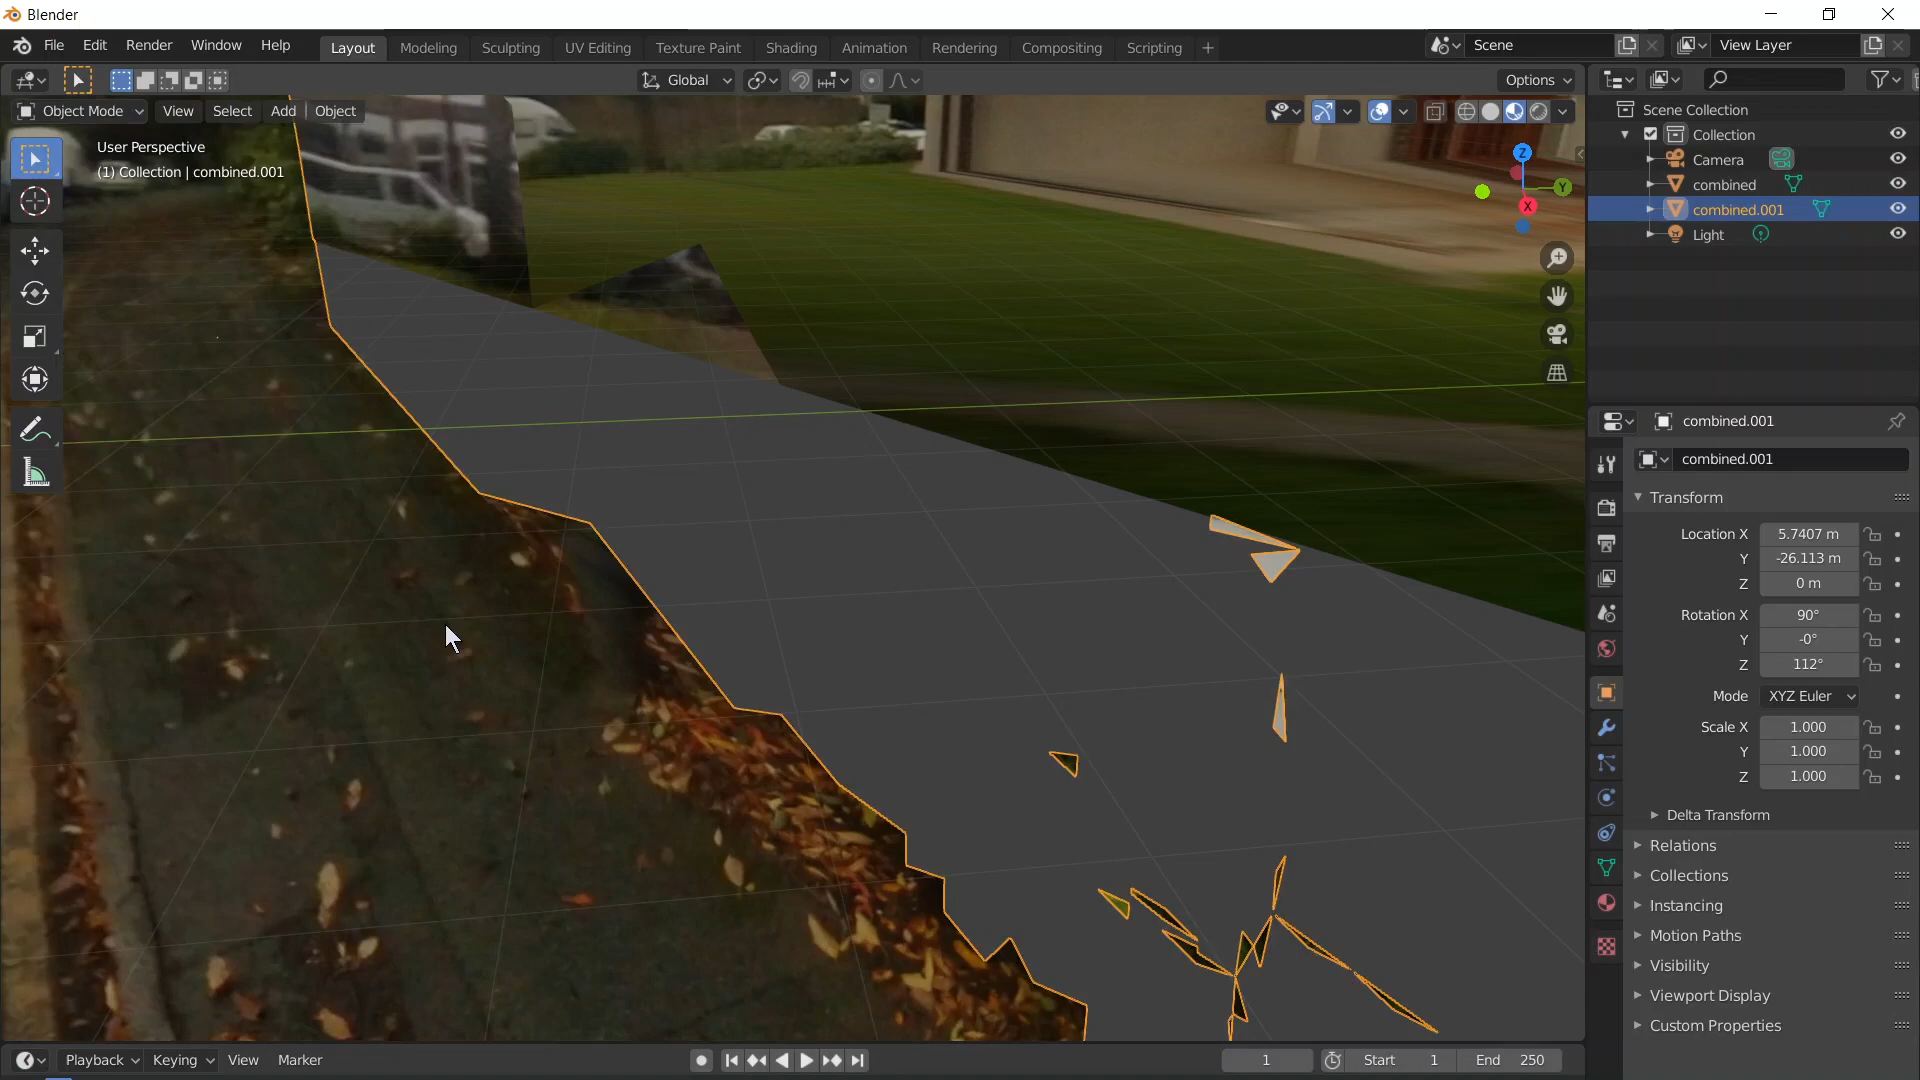 Blender
File Edit Render Window Help Layout Modeling Sculpting UV Editing Texture Paint Shading Animation Rendering Compositing Scripting + Scene View Layer
Global Options
Object Mode View Select Add Object
User Perspective
(1) Collection | combined.001
Z
Y
X
Scene Collection
Collection
Camera
combined
combined.001
Light
combined.001
combined.001
Transform
Location X 5.7407 m
Y -26.113 m
Z 0 m
Rotation X 90°
Y -0°
Z 112°
Mode XYZ Euler
Scale X 1.000
Y 1.000
Z 1.000
Delta Transform
Relations
Collections
Instancing
Motion Paths
Visibility
Viewport Display
Custom Properties
Playback Keying View Marker 1 Start 1 End 250